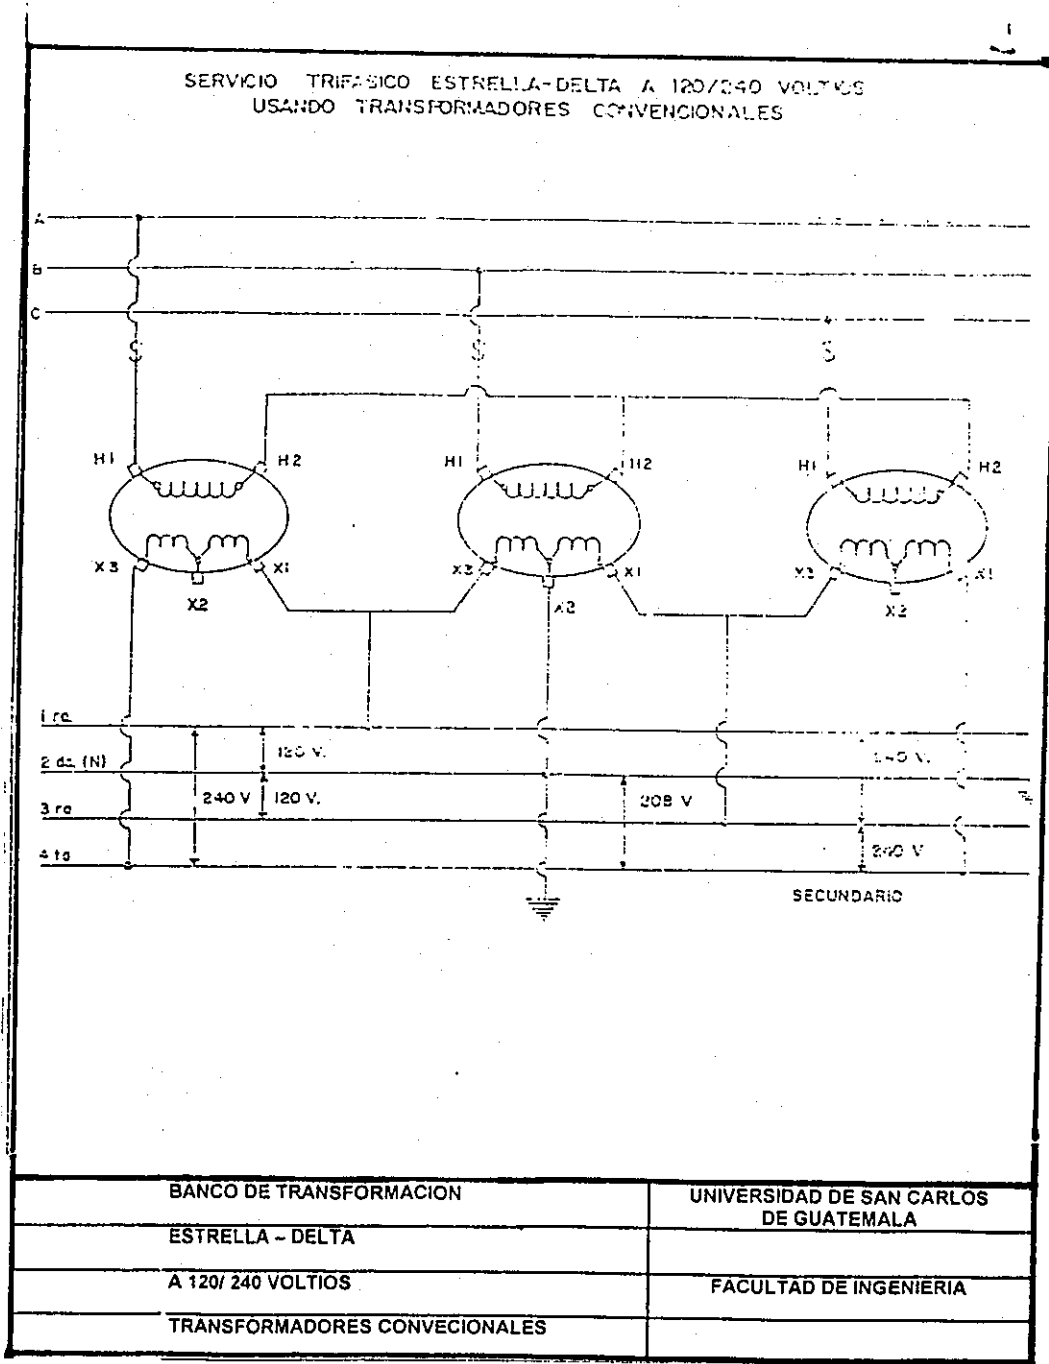 SERVICIO TRIFASICO ESTRELLA-DELTA A 120/240 VOLTIOS
USANDO TRANSFORMADORES CONVENCIONALES
A
B
C
S S S
H1 H2 H1 H2 H1 H2
X3 X1 X3 X1 X3 X1
X2 X2 X2
1 ra
120 V.
2 da (N)
240 V 120 V. 208 V
3 ra
4 ta
240 V
SECUNDARIO
BANCO DE TRANSFORMACION
UNIVERSIDAD DE SAN CARLOS
DE GUATEMALA
ESTRELLA – DELTA
A 120/ 240 VOLTIOS
FACULTAD DE INGENIERIA
TRANSFORMADORES CONVECIONALES